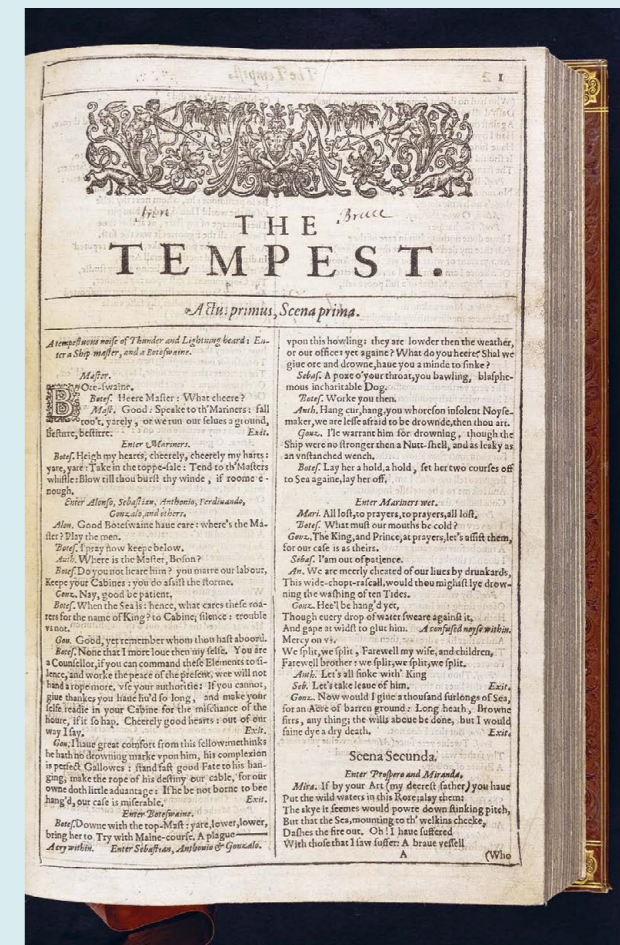 1
THE
Bruce
TEMPEST.
Actus primus, Scena prima.
A tempestuous noise of Thunder and Lightning heard: En-
ter a Ship-master, and a Boteswaine.
Master.
BOte-swaine.
Botes. Heere Master: What cheere?
Mast. Good: Speake to th' Mariners: fall
too't, yarely, or we run our selues a ground,
bestirre, bestirre. Exit.
Enter Mariners.
Botes. Heigh my hearts, cheerely, cheerely my harts:
yare, yare: Take in the toppe-sale: Tend to th' Masters
whistle: Blow till thou burst thy winde, if roome e-
nough.
Enter Alonso, Sebastian, Anthonio, Ferdinando,
Gonzalo, and others.
Alon. Good Boteswaine haue care: where's the Ma-
ster? Play the men.
Botes. I pray now keepe below.
Auth. Where is the Master, Boson?
Botes. Do you not heare him? you marre our labour,
Keepe your Cabines: you do assist the storme.
Gonz. Nay, good be patient.
Botes. When the Sea is: hence, what cares these roa-
rers for the name of King? to Cabine; silence: trouble
vs not.
Gon. Good, yet remember whom thou hast aboord.
Botes. None that I more loue then my selfe. You are
a Counsellor, if you can command these Elements to si-
lence, and worke the peace of the present, wee will not
hand a rope more, vse your authoritie: If you cannot,
giue thankes you haue liu'd so long, and make your
selfe readie in your Cabine for the mischance of the
houre, if it so hap. Cheerely good hearts: out of our
way I say. Exit.
Gon. I haue great comfort from this fellow: methinks
he hath no drowning marke vpon him, his complexion
is perfect Gallowes: stand fast good Fate to his han-
ging, make the rope of his destiny our cable, for our
owne doth little aduantage: If he be not borne to bee
hang'd, our case is miserable. Exit.
Enter Boteswaine.
Botes. Downe with the top-Mast: yare, lower, lower,
bring her to Try with Maine-course. A plague——
A cry within. Enter Sebastian, Anthonio & Gonzalo.
vpon this howling: they are lowder then the weather,
or our office: yet againe? What do you heere? Shal we
giue ore and drowne, haue you a minde to sinke?
Sebas. A poxe o'your throat, you bawling, blasphe-
mous incharitable Dog.
Botes. Worke you then.
Anth. Hang cur, hang, you whoreson insolent Noyse-
maker, we are lesse afraid to be drownde, then thou art.
Gonz. I'le warrant him for drowning, though the
Ship were no stronger then a Nutt-shell, and as leaky as
an vnstanched wench.
Botes. Lay her a hold, a hold, set her two courses off
to Sea againe, lay her off.
Enter Mariners wet.
Mari. All lost, to prayers, to prayers, all lost.
Botes. What must our mouths be cold?
Gonz. The King, and Prince, at prayers, let's assist them,
for our case is as theirs.
Sebas. I'am out of patience.
An. We are meerly cheated of our liues by drunkards,
This wide-chopt-rascall, would thou mightst lye drow-
ning the washing of ten Tides.
Gonz. Hee'l be hang'd yet,
Though euery drop of water sweare against it,
And gape at widst to glut him. A confused noyse within.
Mercy on vs.
We split, we split, Farewell my wife, and children,
Farewell brother: we split, we split, we split.
Anth. Let's all sinke with' King
Seb. Let's take leaue of him. Exit.
Gonz. Now would I giue a thousand furlongs of Sea,
for an Acre of barren ground: Long heath, Browne
firrs, any thing; the wills aboue be done, but I would
faine dye a dry death. Exit.
Scena Secunda.
Enter Prospero and Miranda.
Mira. If by your Art (my deerest father) you haue
Put the wild waters in this Rore; alay them:
The skye it seemes would powre down stinking pitch,
But that the Sea, mounting to th' welkins cheeke,
Dashes the fire out. Oh! I haue suffered
With those that I saw suffer: A braue vessell
A (Who